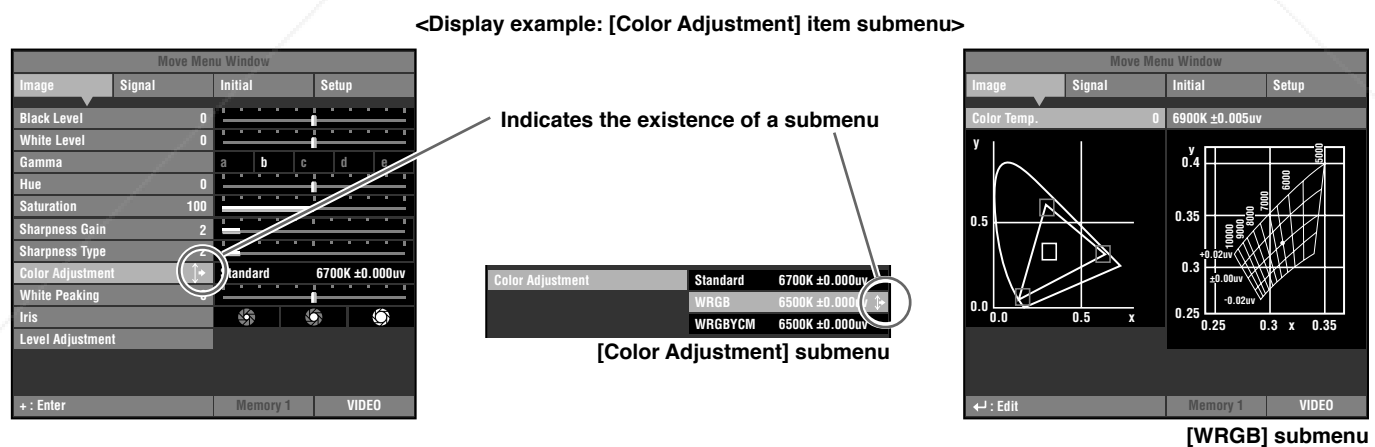 <Display example: [Color Adjustment] item submenu>
Move Menu Window
Image Signal Initial Setup
Black Level 0
White Level 0
Gamma a b c d e
Hue 0
Saturation 100
Sharpness Gain 2
Sharpness Type 2
Color Adjustment Standard 6700K ±0.000uv
White Peaking 0
Iris
Level Adjustment
+ : Enter Memory 1 VIDEO
Indicates the existence of a submenu
Color Adjustment Standard 6700K ±0.000uv
WRGB 6500K ±0.000uv
WRGBYCM 6500K ±0.000uv
[Color Adjustment] submenu
Move Menu Window
Image Signal Initial Setup
Color Temp. 0 6900K ±0.005uv
y
0.5
0.0
0.0 0.5 x
y
0.4
0.35
0.3
0.25
0.25 0.3 x 0.35
10000
9000
8000
7000
6000
5000
+0.02uv
±0.00uv
-0.02uv
↵ : Edit Memory 1 VIDEO
[WRGB] submenu